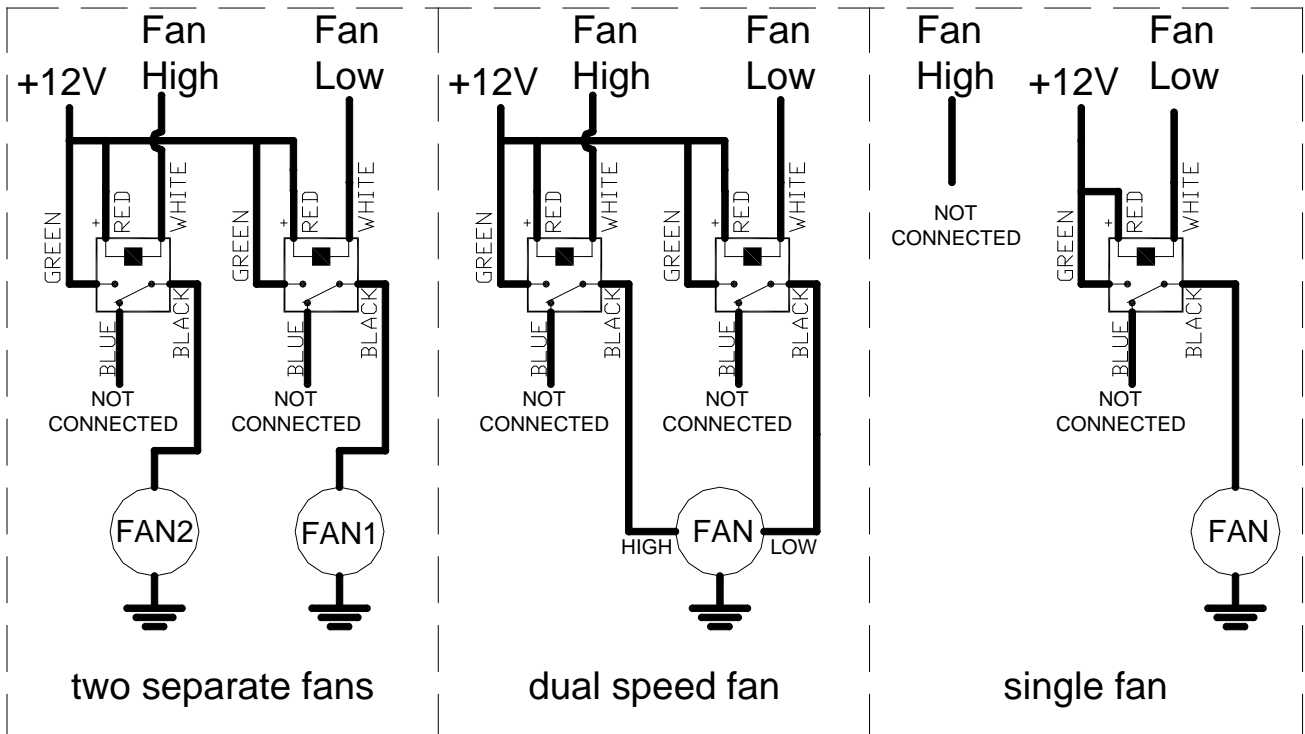 Fan
High
Fan
Low
+12V
GREEN
+
RED
WHITE
GREEN
+
RED
WHITE
BLUE
BLACK
BLUE
BLACK
NOT
CONNECTED
NOT
CONNECTED
FAN2
FAN1
two separate fans
Fan
High
Fan
Low
+12V
GREEN
+
RED
WHITE
GREEN
+
RED
WHITE
BLUE
BLACK
BLUE
BLACK
NOT
CONNECTED
NOT
CONNECTED
HIGH
FAN
LOW
dual speed fan
Fan
High
+12V
Fan
Low
NOT
CONNECTED
GREEN
+
RED
WHITE
BLUE
BLACK
NOT
CONNECTED
FAN
single fan